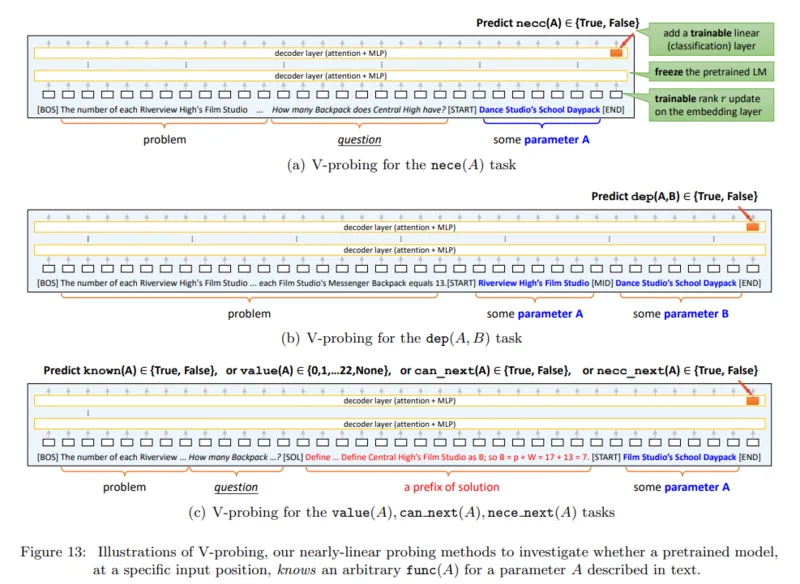 Predict necc(A) ∈ {True, False}
add a trainable linear
(classification) layer
decoder layer (attention + MLP)
decoder layer (attention + MLP)
freeze the pretrained LM
trainable rank r update
on the embedding layer
[BOS] The number of each Riverview High's Film Studio ... How many Backpack does Central High have? [START] Dance Studio's School Daypack [END]
problem question some parameter A
(a) V-probing for the nece(A) task
Predict dep(A,B) ∈ {True, False}
decoder layer (attention + MLP)
decoder layer (attention + MLP)
[BOS] The number of each Riverview High's Film Studio ... each Film Studio's Messenger Backpack equals 13.[START] Riverview High's Film Studio [MID] Dance Studio's School Daypack [END]
problem some parameter A some parameter B
(b) V-probing for the dep(A, B) task
Predict known(A) ∈ {True, False}, or value(A) ∈ {0,1,...22,None}, or can_next(A) ∈ {True, False}, or necc_next(A) ∈ {True, False}
decoder layer (attention + MLP)
decoder layer (attention + MLP)
[BOS] The number of each Riverview ... How many Backpack ...? [SOL] Define ... Define Central High's Film Studio as B; so B = p + W = 17 + 13 = 7. [START] Film Studio's School Daypack [END]
problem question a prefix of solution some parameter A
(c) V-probing for the value(A), can_next(A), nece_next(A) tasks
Figure 13: Illustrations of V-probing, our nearly-linear probing methods to investigate whether a pretrained model,
at a specific input position, knows an arbitrary func(A) for a parameter A described in text.